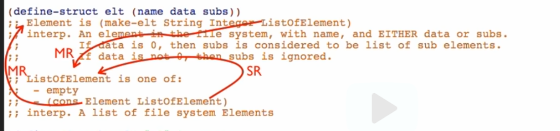 (define-struct elt (name data subs))
;; Element is (make-elt String Integer ListOfElement)
;; interp. An element in the file system, with name, and EITHER data or subs.
;; If data is 0, then subs is considered to be list of sub elements.
MR
;; If data is not 0, then subs is ignored.
MR
SR
;; ListOfElement is one of:
;; - empty
;; - (cons Element ListOfElement)
;; interp. A list of file system Elements